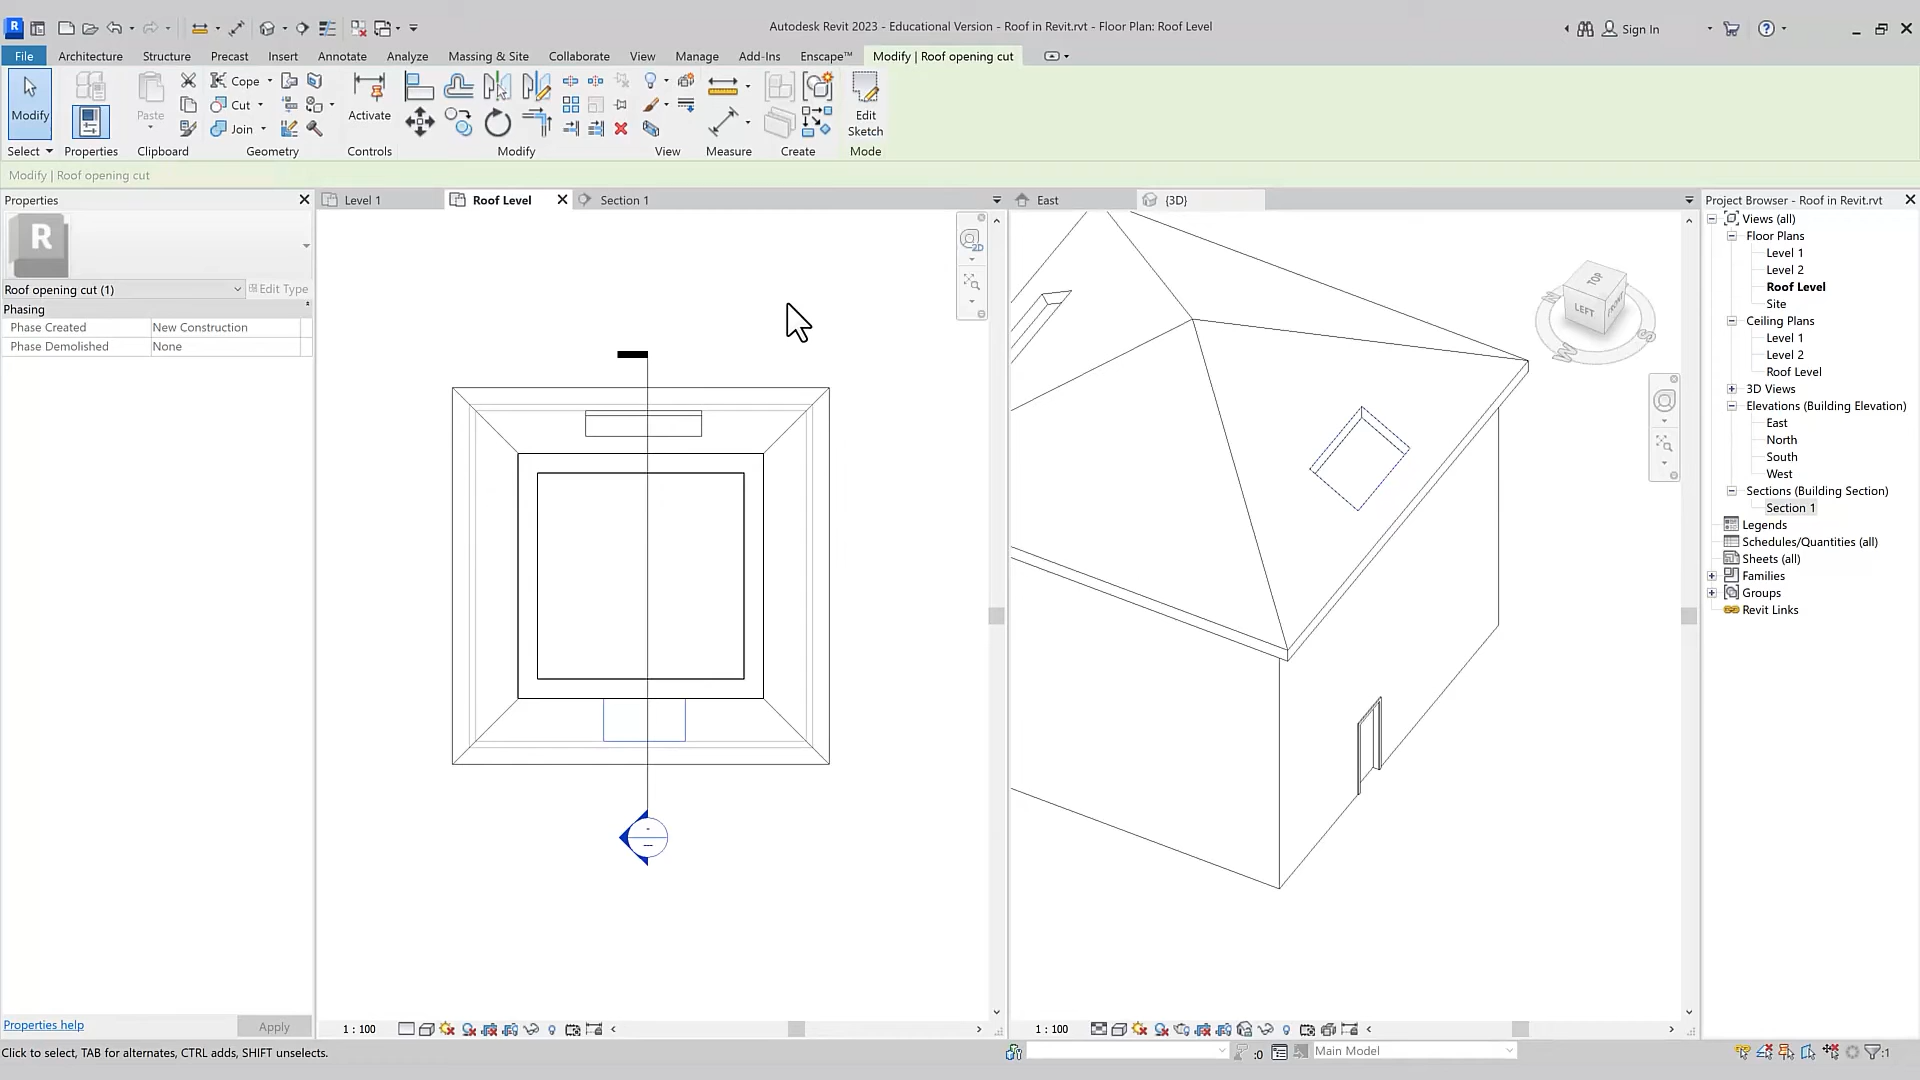 R
Autodesk Revit 2023 - Educational Version - Roof in Revit.rvt - Floor Plan: Roof Level
Sign In
File Architecture Structure Precast Insert Annotate Analyze Massing & Site Collaborate View Manage Add-Ins Enscape™ Modify | Roof opening cut
Modify
Paste
Cope
Cut
Join
Activate
Edit
Sketch
Select Properties Clipboard Geometry Controls Modify View Measure Create Mode
Modify | Roof opening cut
Properties
R
Roof opening cut (1)
Edit Type
Phasing
Phase Created New Construction
Phase Demolished None
Properties help
Apply
Level 1
Roof Level
Section 1
2D
1 : 100
East
{3D}
TOP
LEFT
FRONT
N
W
S
1 : 100
Project Browser - Roof in Revit.rvt
Views (all)
Floor Plans
Level 1
Level 2
Roof Level
Site
Ceiling Plans
Level 1
Level 2
Roof Level
3D Views
Elevations (Building Elevation)
East
North
South
West
Sections (Building Section)
Section 1
Legends
Schedules/Quantities (all)
Sheets (all)
Families
Groups
Revit Links
Click to select, TAB for alternates, CTRL adds, SHIFT unselects.
:0
Main Model
:1